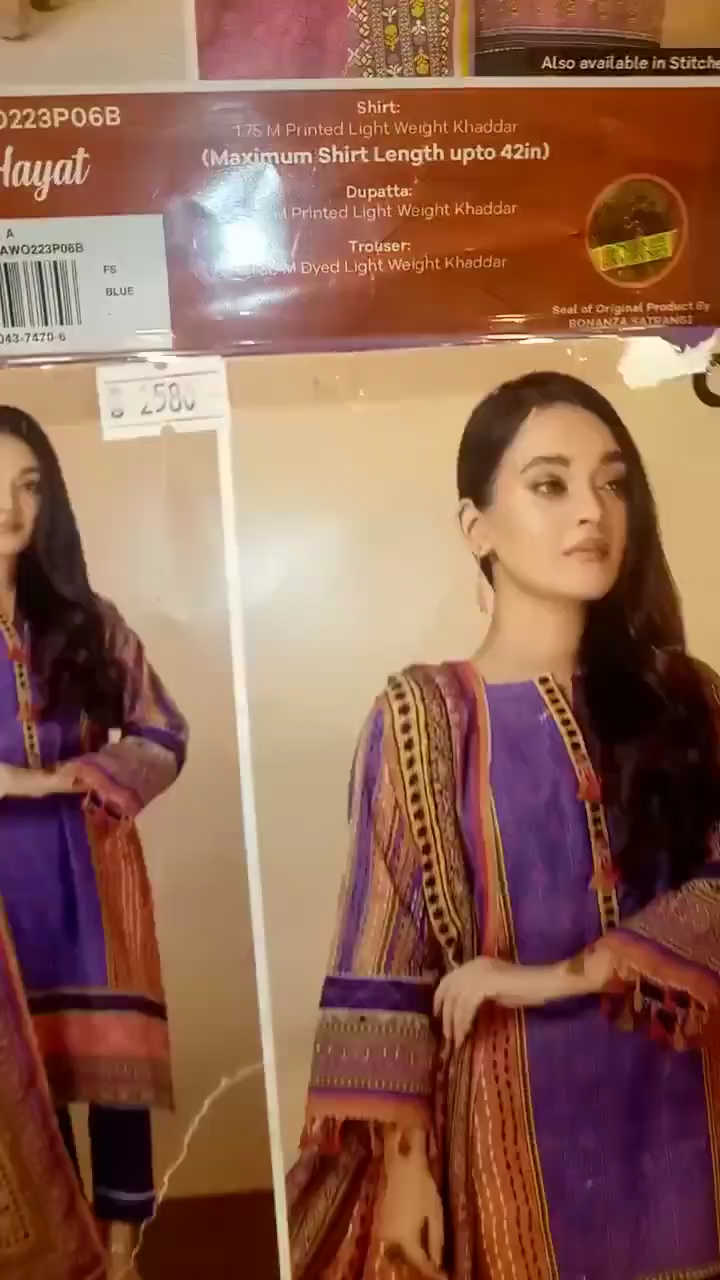 Also available in Stitche
O223P06B
Hayat
Shirt:
1.75 M Printed Light Weight Khaddar
(Maximum Shirt Length upto 42in)
Dupatta:
M Printed Light Weight Khaddar
Trouser:
M Dyed Light Weight Khaddar
A
AWO223P06B
FS
BLUE
043-7470-6
Seal of Original Product By
BONANZA SATRANGI
2580